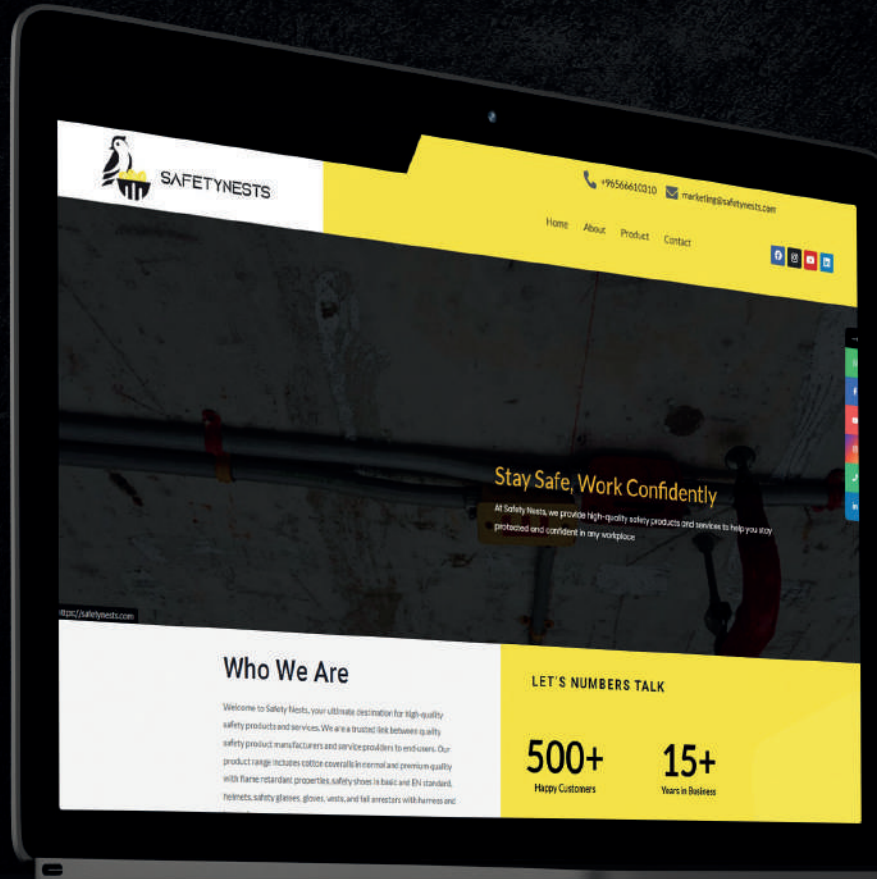 SAFETYNESTS
+96566610310 marketing@safetynests.com
Home About Product Contact
Stay Safe, Work Confidently
At Safety Nests, we provide high-quality safety products and services to help you stay
protected and confident in any workplace
https://safetynests.com
Who We Are
Welcome to Safety Nests, your ultimate destination for high-quality
safety products and services. We are a trusted link between quality
safety product manufacturers and service providers to end-users. Our
product range includes cotton coveralls in normal and premium quality
with flame retardant properties, safety shoes in basic and EN standard,
helmets, safety glasses, gloves, vests, and fall arrestors with harness and
LET'S NUMBERS TALK
500+
Happy Customers
15+
Years in Business